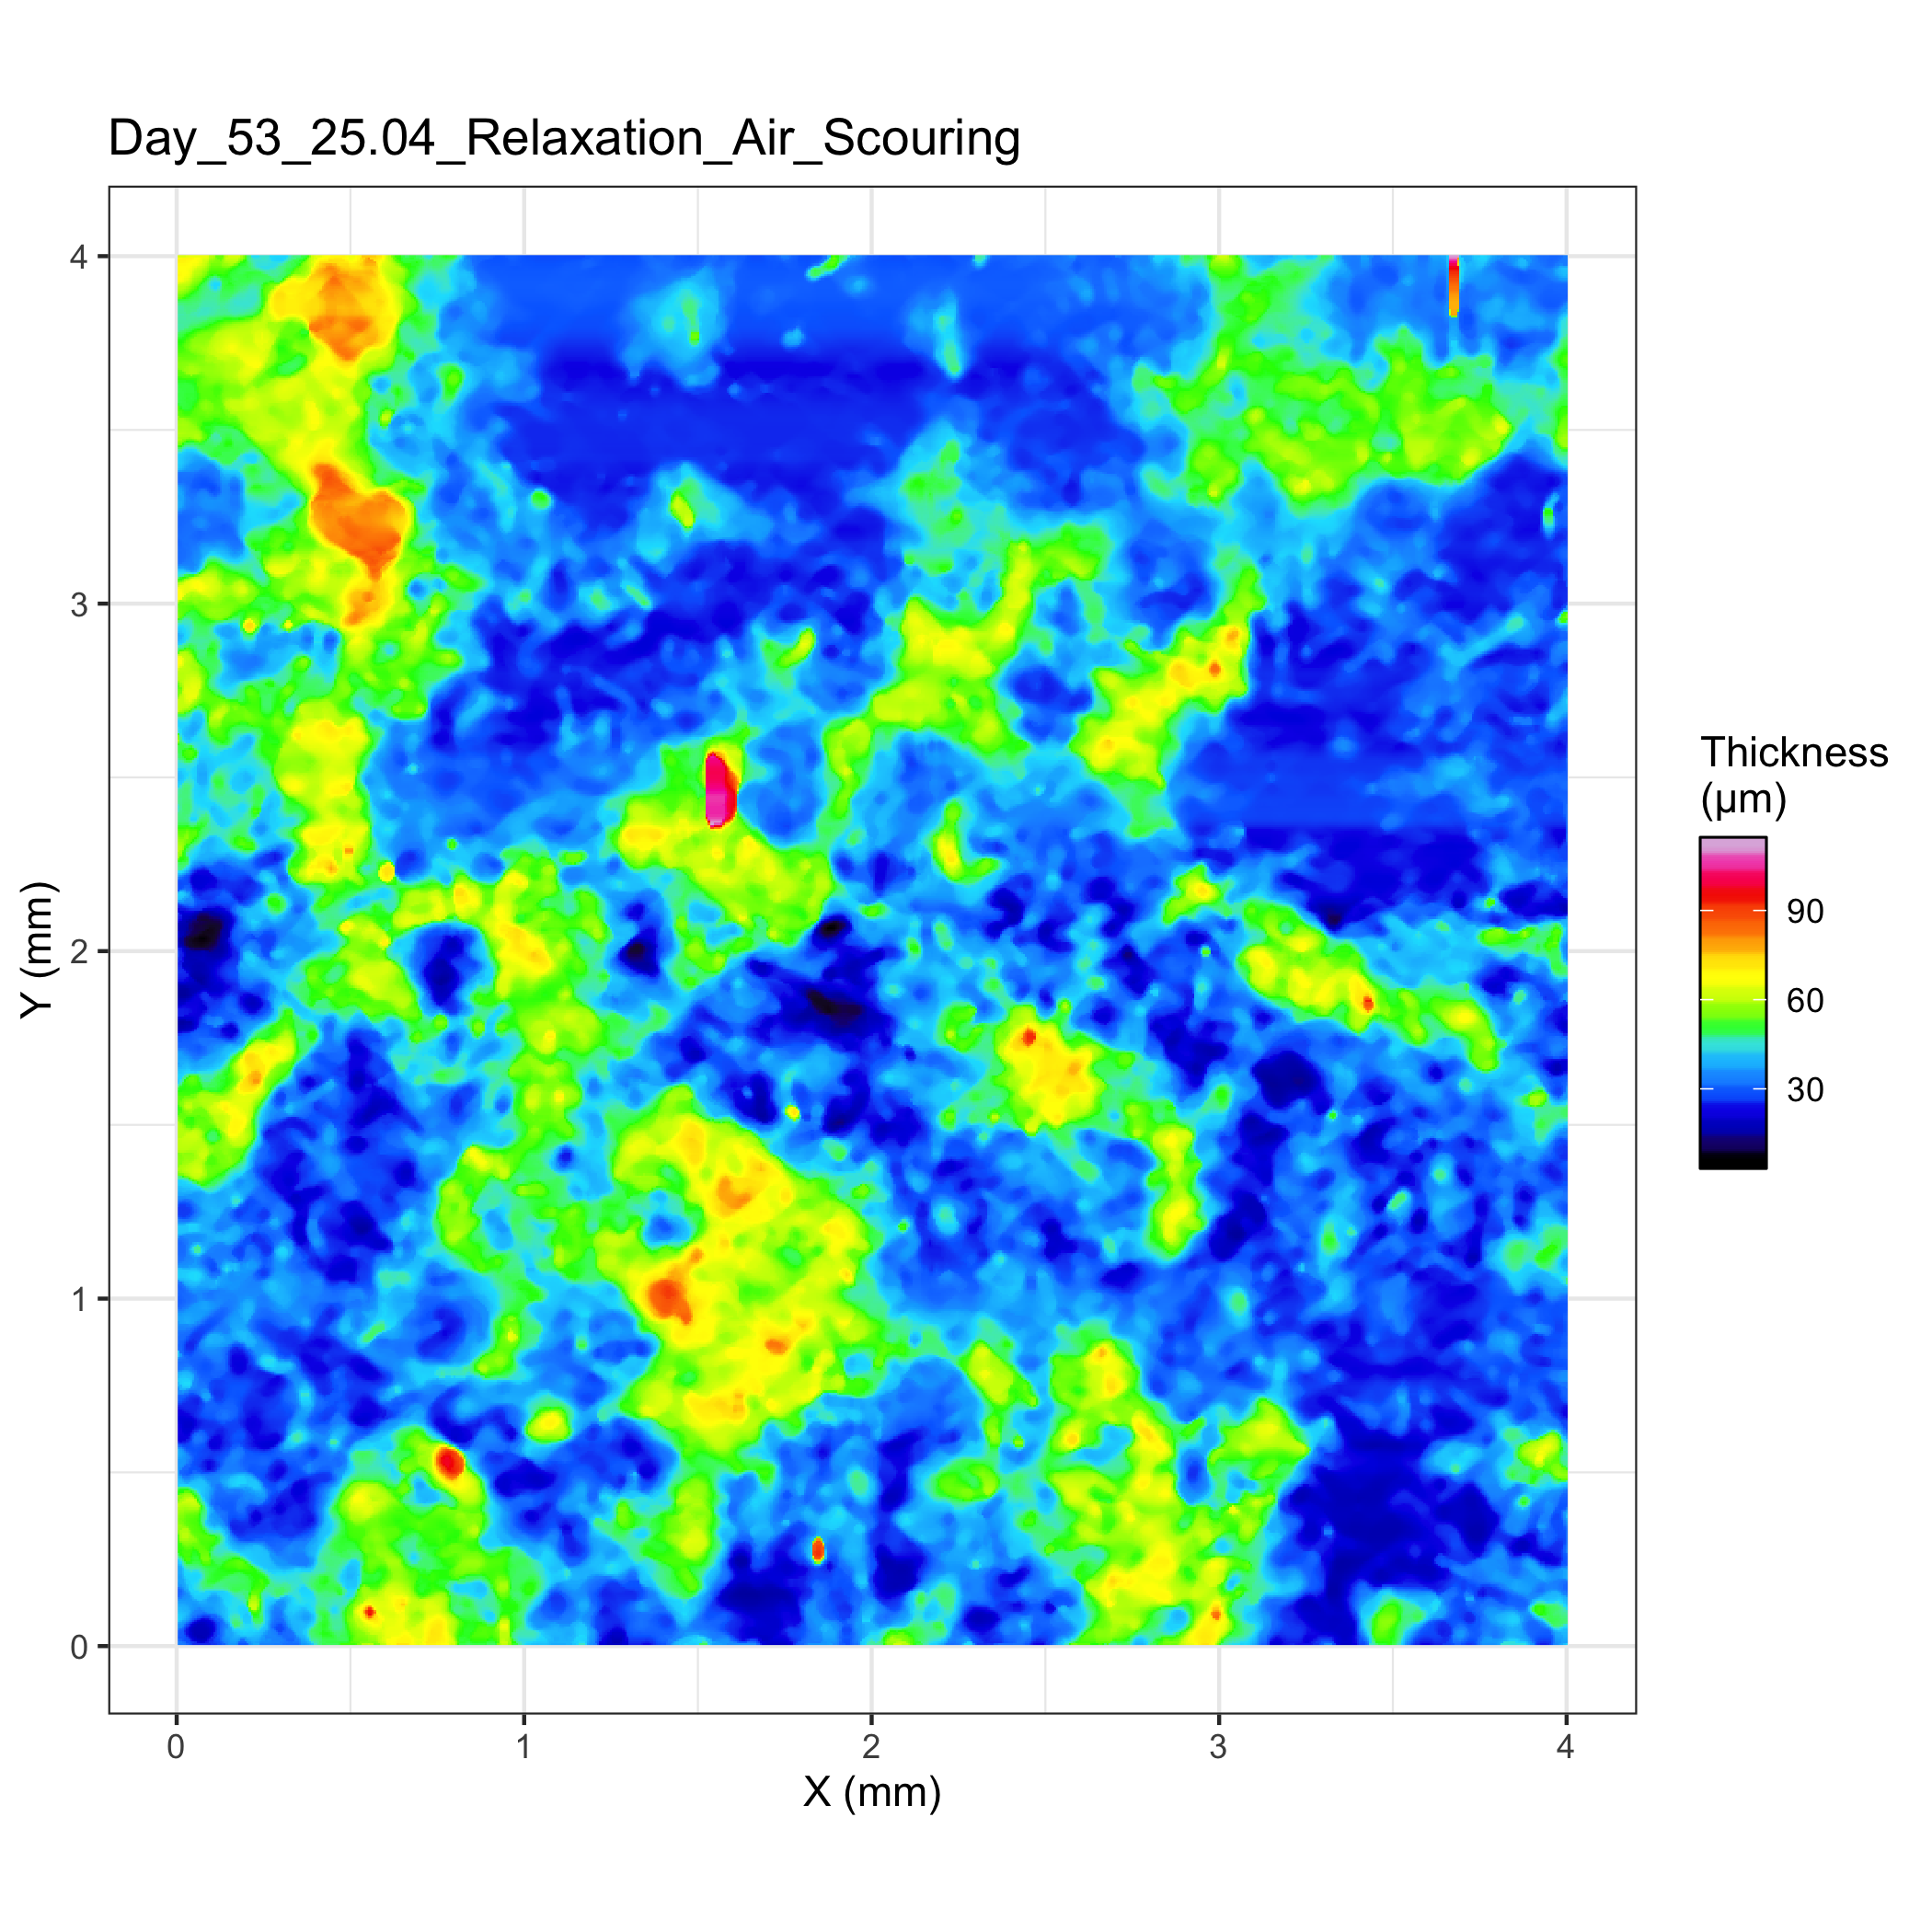 Day_53_25.04_Relaxation_Air_Scouring
4
3
2
1
0
Y (mm)
0 1 2 3 4
X (mm)
Thickness
(µm)
90
60
30